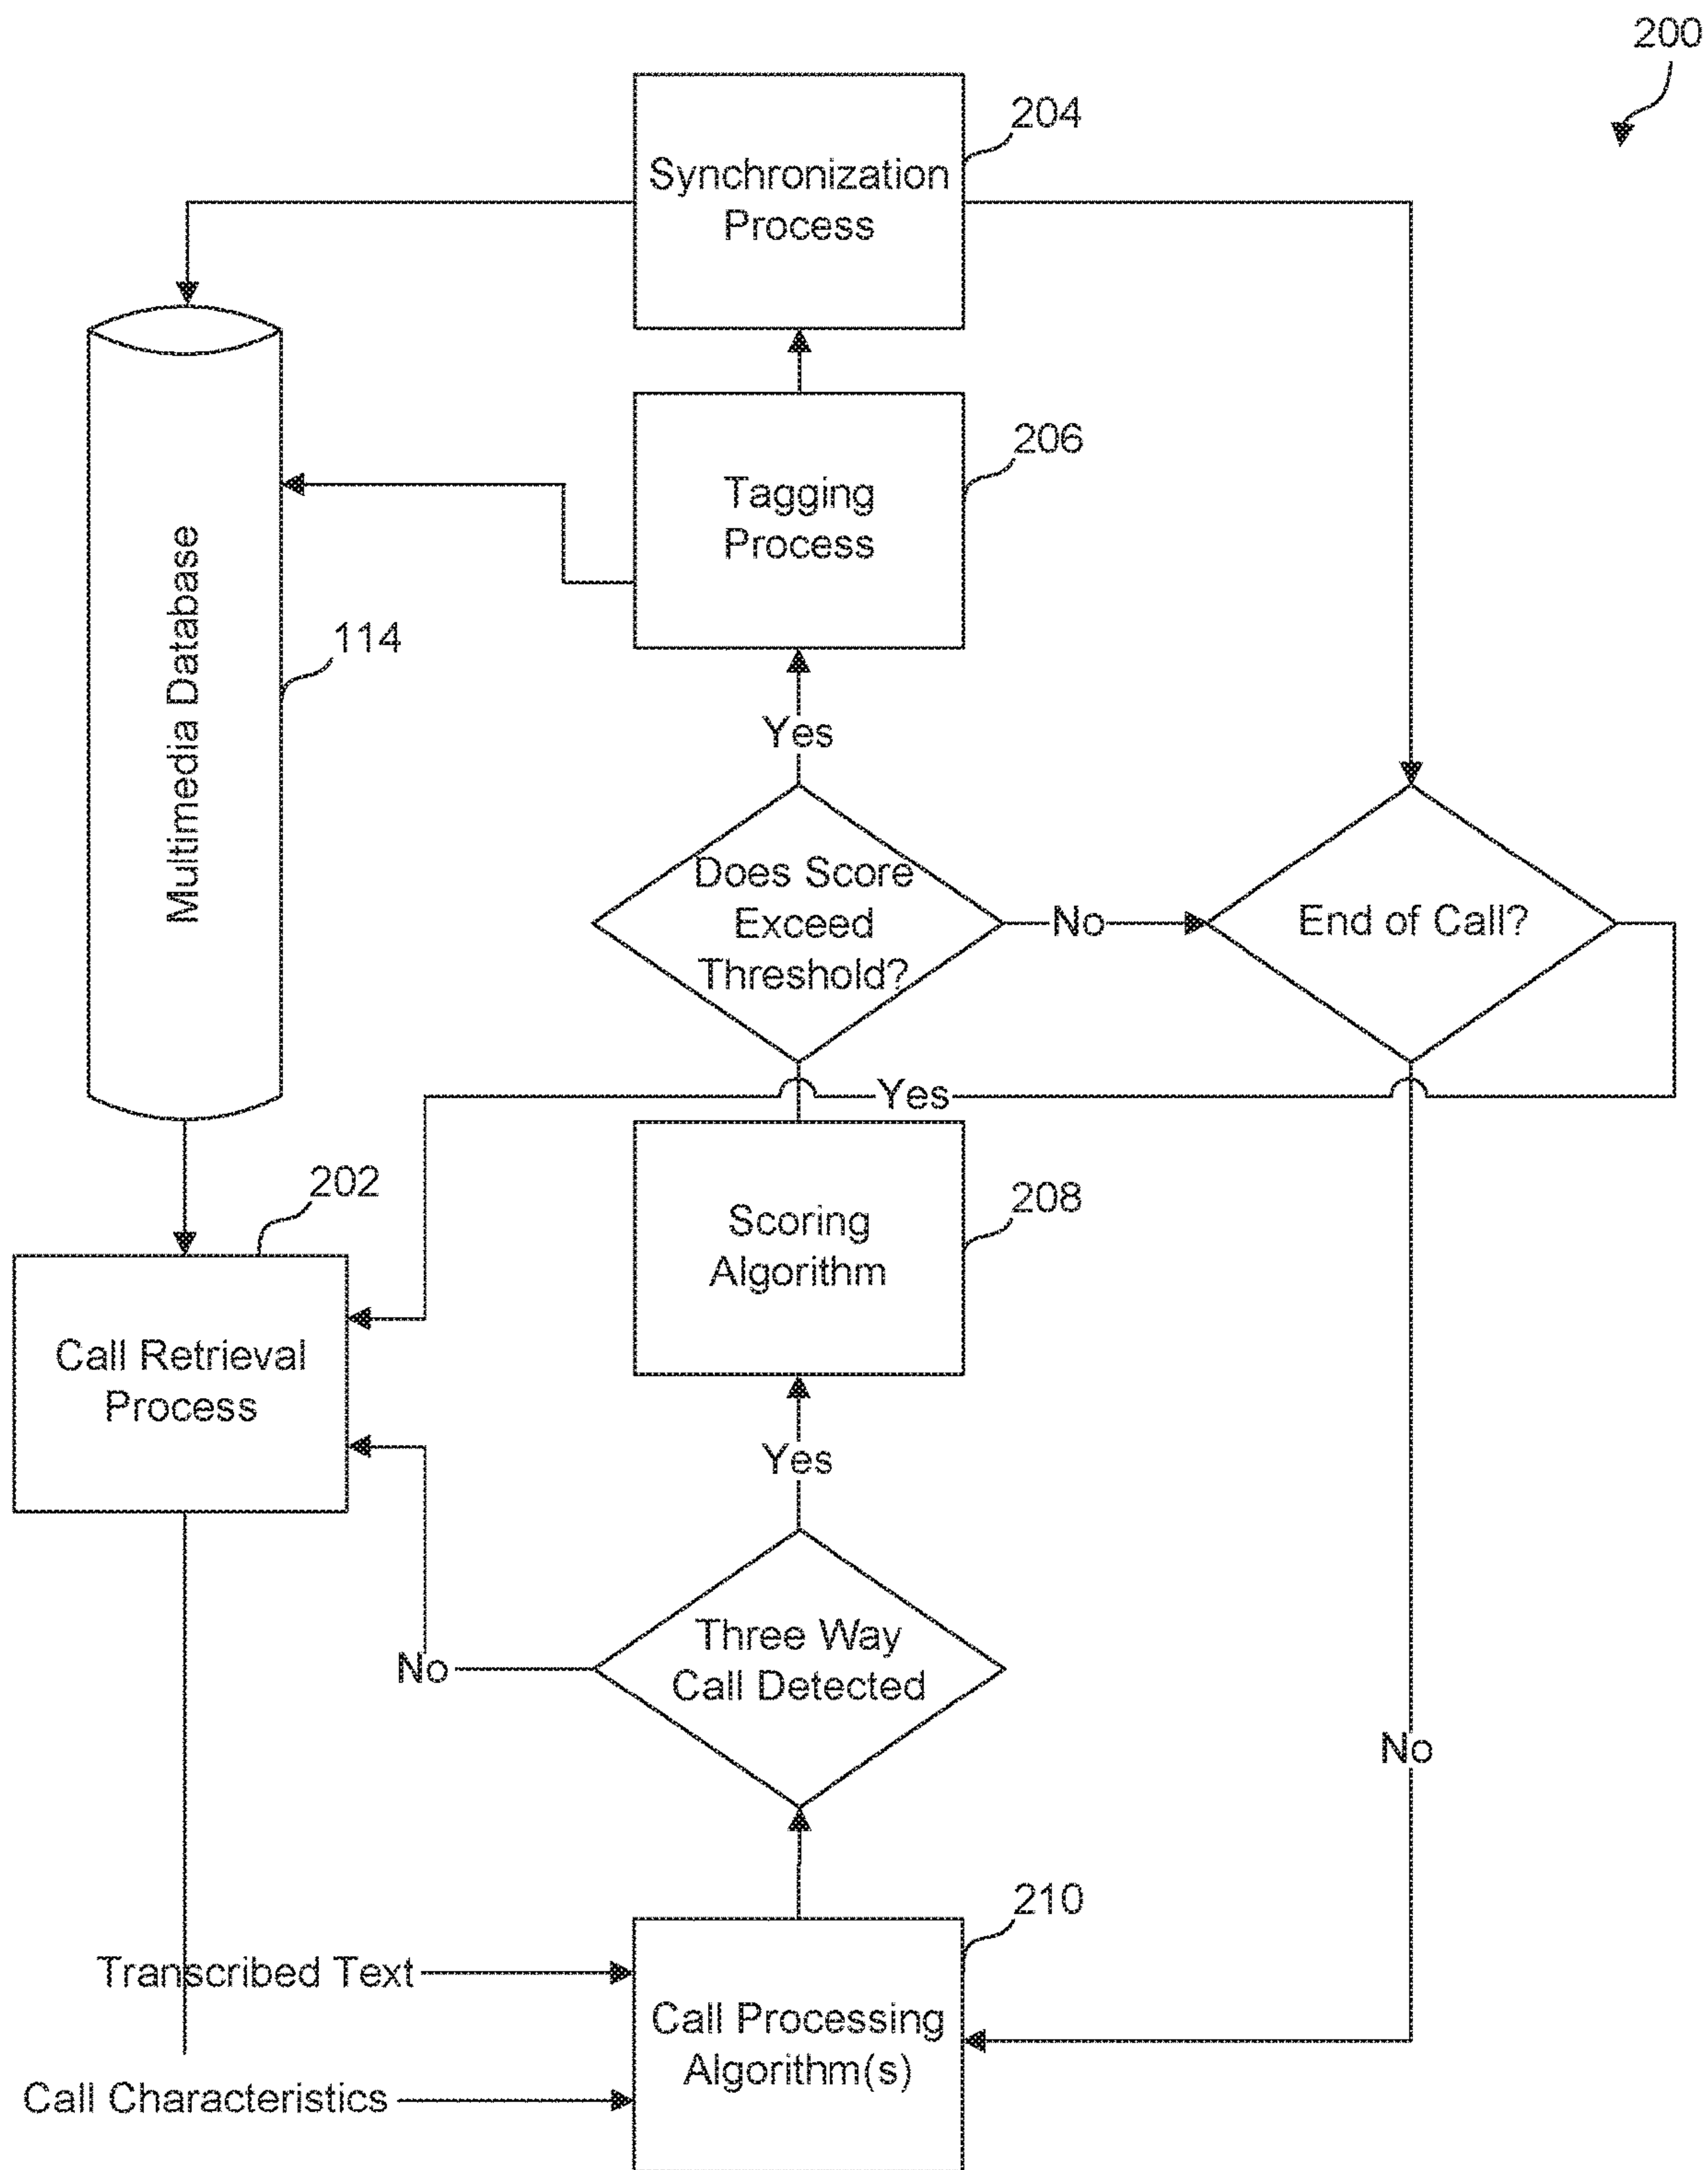 200
204
Synchronization
Process
206
Tagging
Process
Multimedia Database
114
Yes
Does Score
Exceed
Threshold?
No
End of Call?
Yes
202
208
Scoring
Algorithm
Call Retrieval
Process
Yes
Three Way
Call Detected
No
No
210
Transcribed Text
Call Processing
Algorithm(s)
Call Characteristics